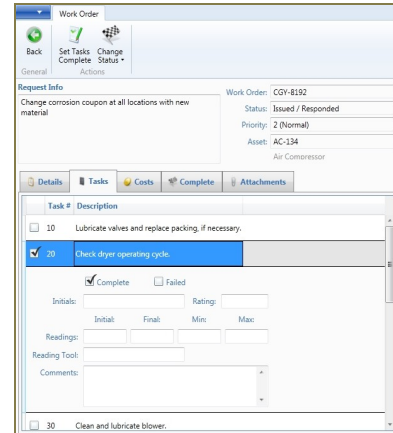 Work Order
Back
Set Tasks Complete
Change Status
General
Actions
Request Info
Change corrosion coupon at all locations with new
material
Work Order: CGY-8192
Status: Issued / Responded
Priority: 2 (Normal)
Asset: AC-134
Air Compressor
Details Tasks Costs Complete Attachments
Task # Description
10 Lubricate valves and replace packing, if necessary.
20 Check dryer operating cycle.
Complete Failed
Initials: Rating:
Initial: Final: Min: Max:
Readings:
Reading Tool:
Comments:
30 Clean and lubricate blower.